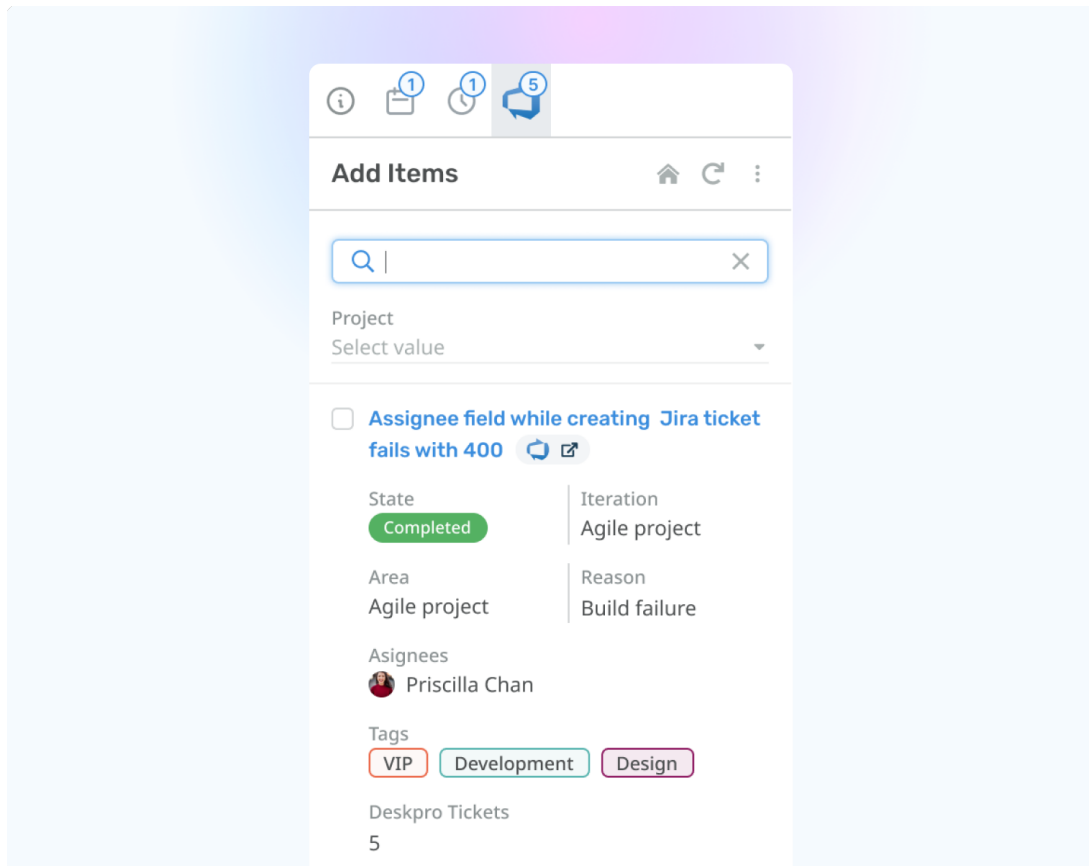 1 1 5
Add Items
Project
Select value
Assignee field while creating Jira ticket
fails with 400
State Iteration
Completed Agile project
Area Reason
Agile project Build failure
Asignees
Priscilla Chan
Tags
VIP Development Design
Deskpro Tickets
5